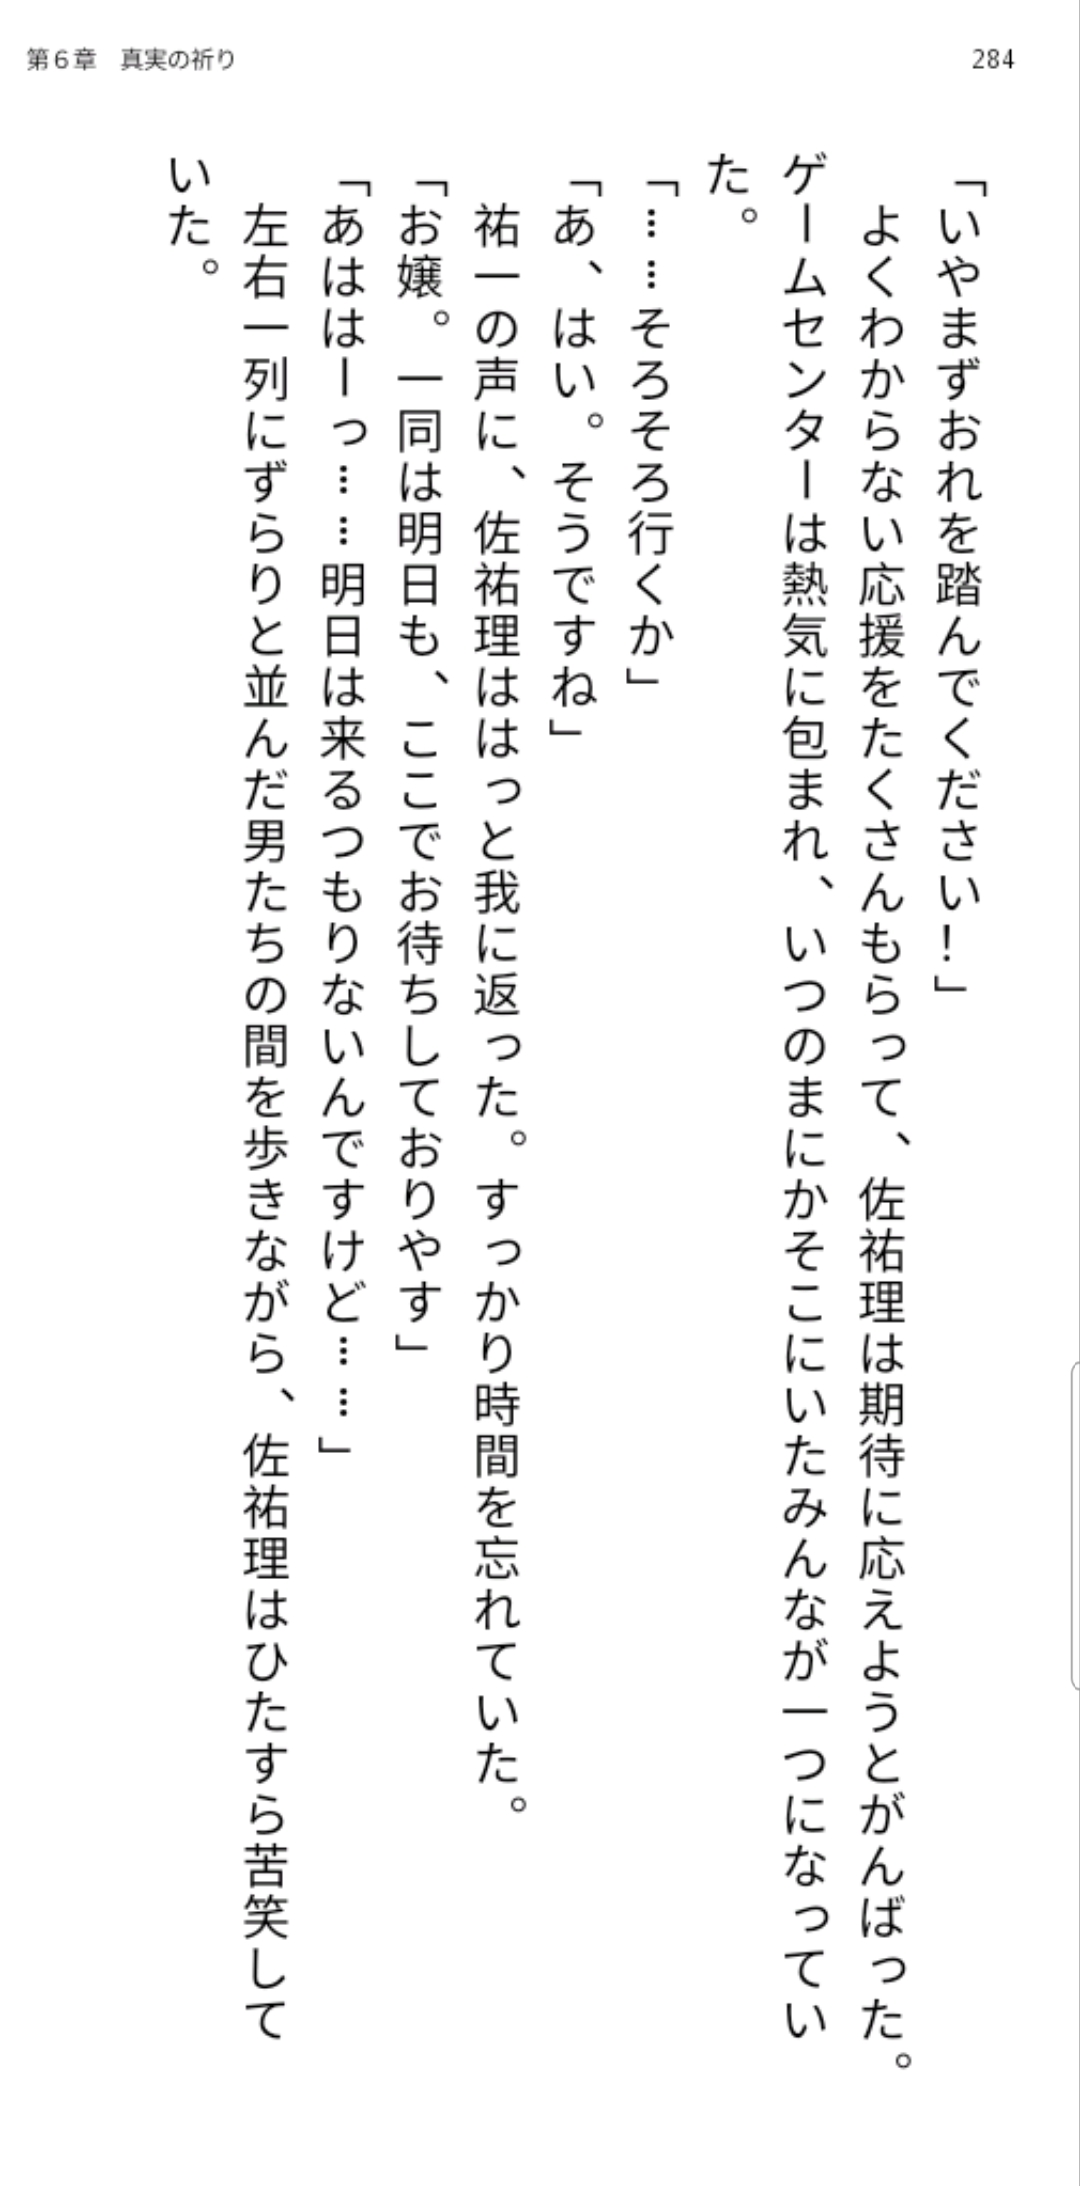 第６章　真実の祈り
284
「いやまずおれを踏んでください！」
　よくわからない応援をたくさんもらって、佐祐理は期待に応えようとがんばった。
ゲームセンターは熱気に包まれ、いつのまにかそこにいたみんなが一つになってい
た。
「……そろそろ行くか」
「あ、はい。そうですね」
　祐一の声に、佐祐理ははっと我に返った。すっかり時間を忘れていた。
「お嬢。一同は明日も、ここでお待ちしておりやす」
「あははーっ……明日は来るつもりないんですけど……」
　左右一列にずらりと並んだ男たちの間を歩きながら、佐祐理はひたすら苦笑して
いた。